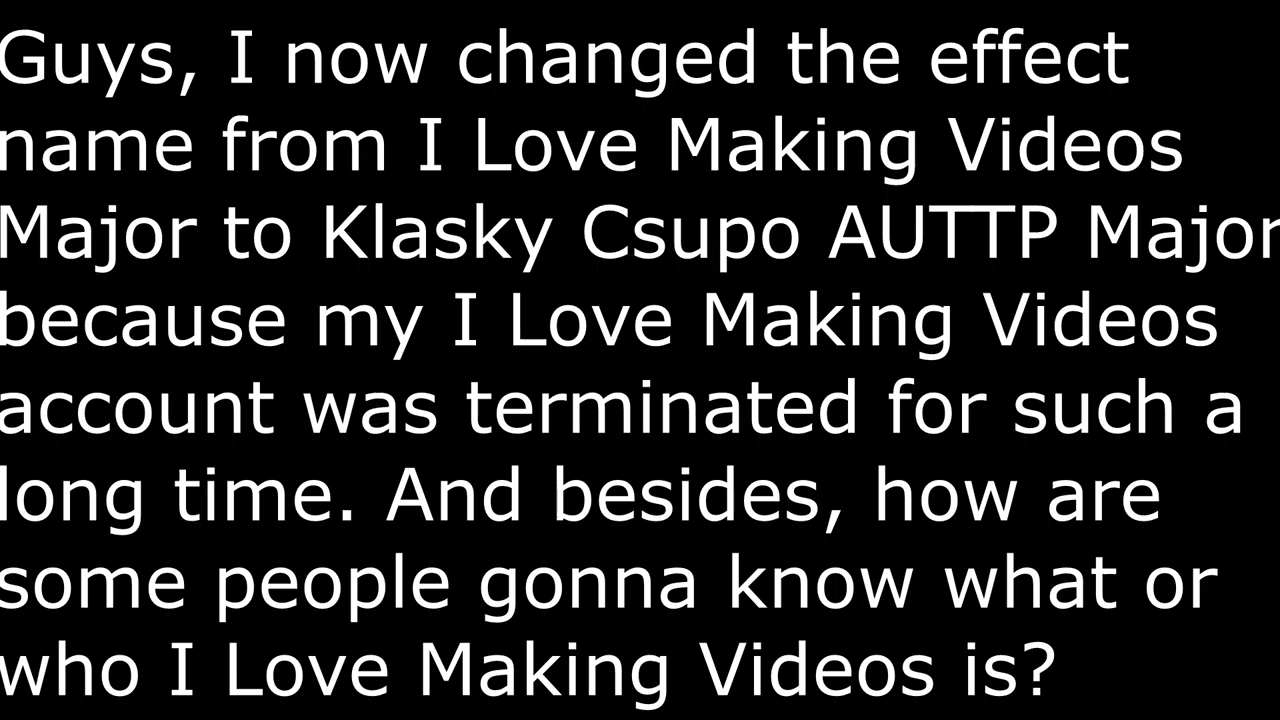 Guys, I now changed the effect
name from I Love Making Videos
Major to Klasky Csupo AUTTP Major
because my I Love Making Videos
account was terminated for such a
long time. And besides, how are
some people gonna know what or
who I Love Making Videos is?